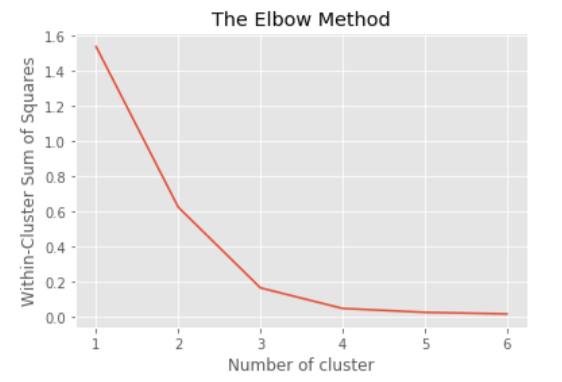 The Elbow Method
1.6
1.4
1.2
1.0
0.8
0.6
0.4
0.2
0.0
Within-Cluster Sum of Squares
1 2 3 4 5 6
Number of cluster